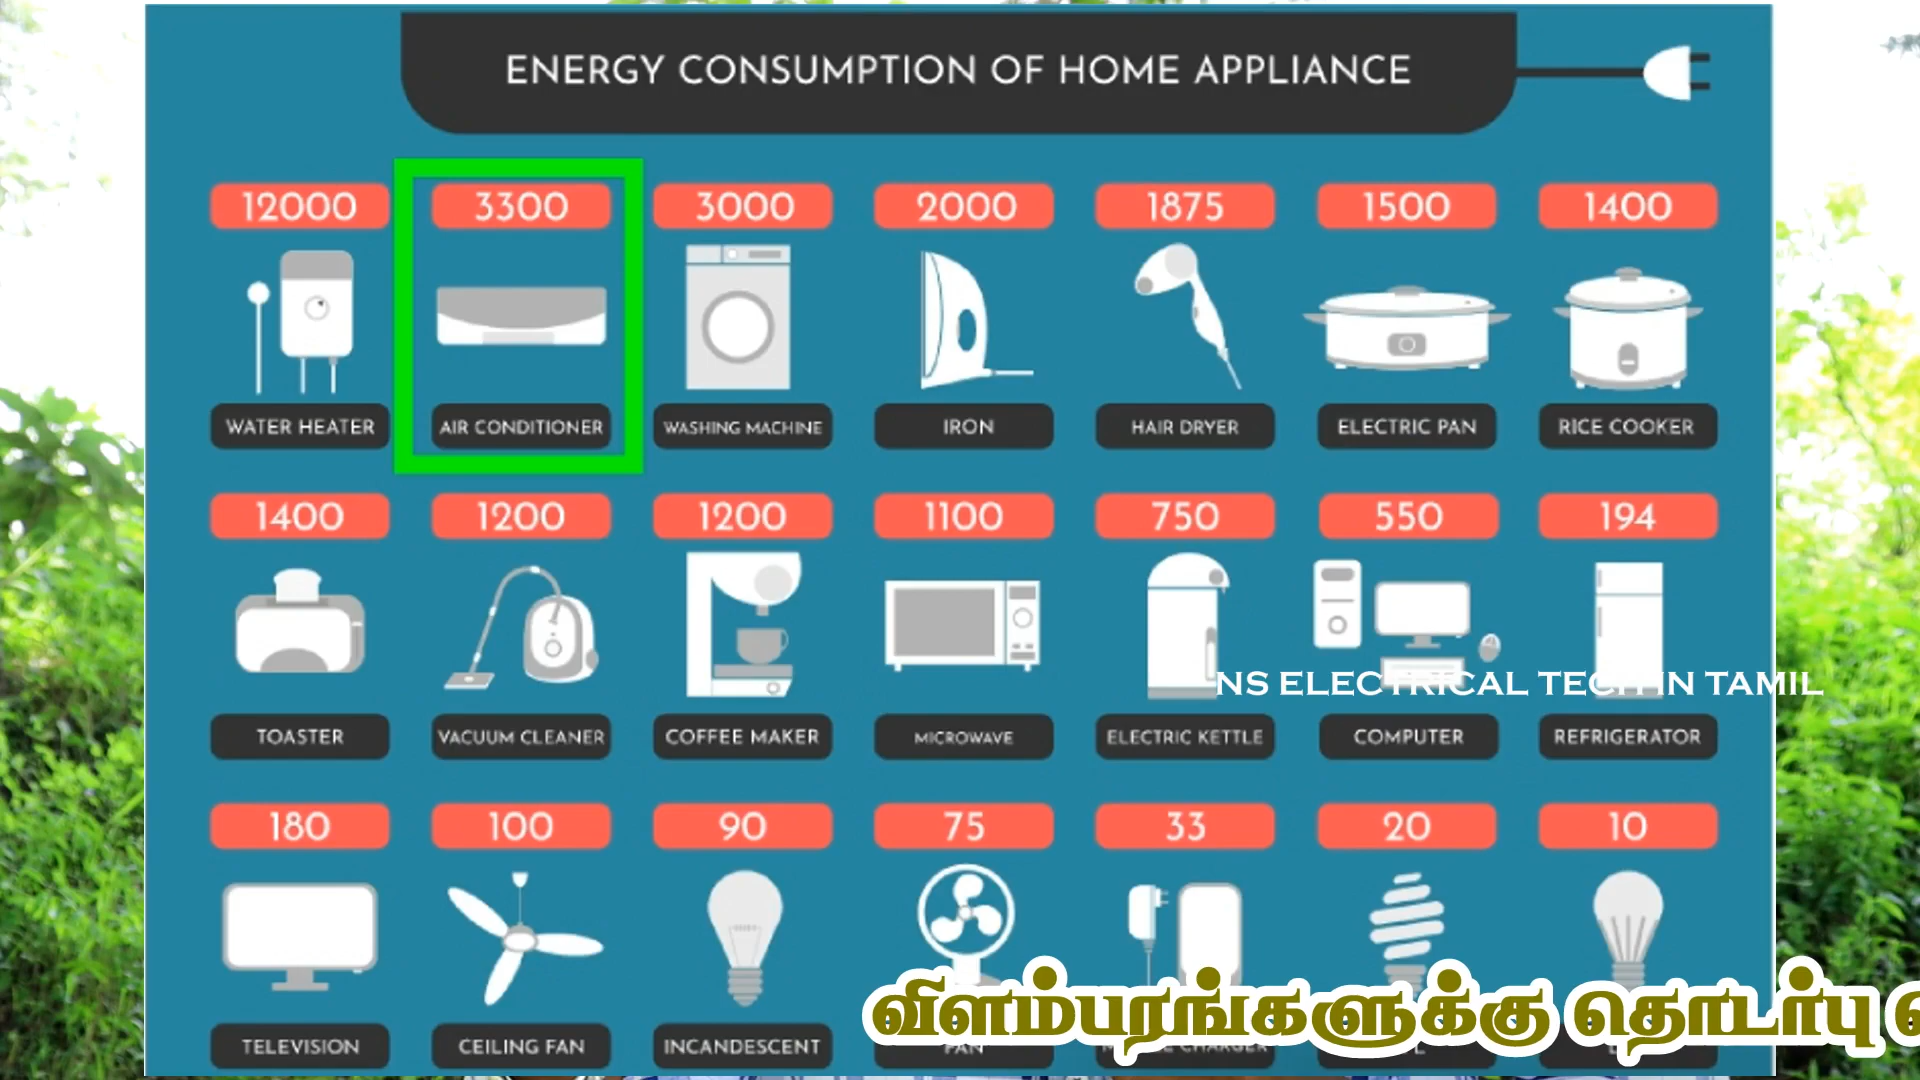 ENERGY CONSUMPTION OF HOME APPLIANCE
12000 3300 3000 2000 1875 1500 1400
WATER HEATER AIR CONDITIONER WASHING MACHINE IRON HAIR DRYER ELECTRIC PAN RICE COOKER
1400 1200 1200 1100 750 550 194
NS ELECTRICAL TECH IN TAMIL
TOASTER VACUUM CLEANER COFFEE MAKER MICROWAVE ELECTRIC KETTLE COMPUTER REFRIGERATOR
180 100 90 75 33 20 10
விளம்பரங்களுக்கு தொடர்பு
TELEVISION CEILING FAN INCANDESCENT FAN CHARGER